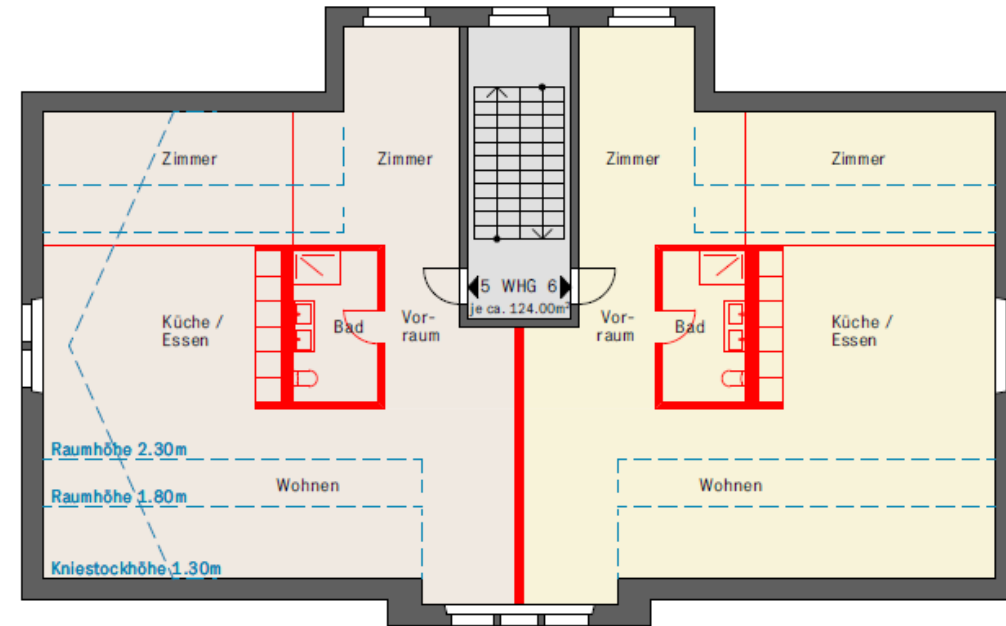 Zimmer
Zimmer
Zimmer
Zimmer
5 WHG 6
je ca. 124.00m²
Küche /
Essen
Bad
Vor-
raum
Vor-
raum
Bad
Küche /
Essen
Raumhöhe 2.30m
Wohnen
Wohnen
Raumhöhe 1.80m
Kniestockhöhe 1.30m